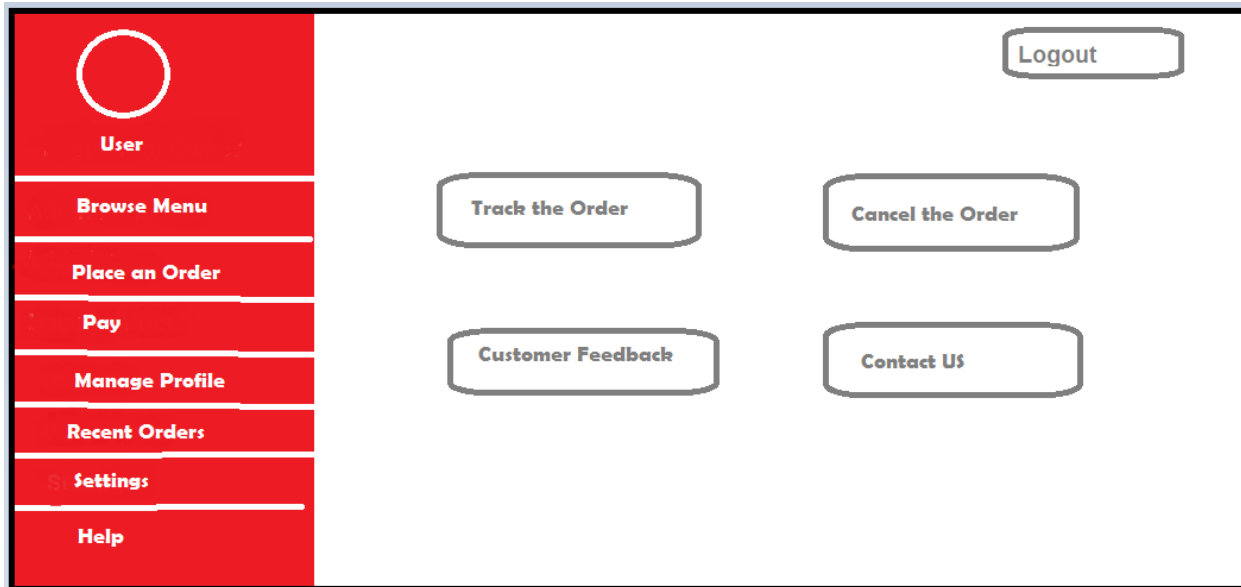 User
Browse Menu
Place an Order
Pay
Manage Profile
Recent Orders
Settings
Help
Logout
Track the Order
Cancel the Order
Customer Feedback
Contact US